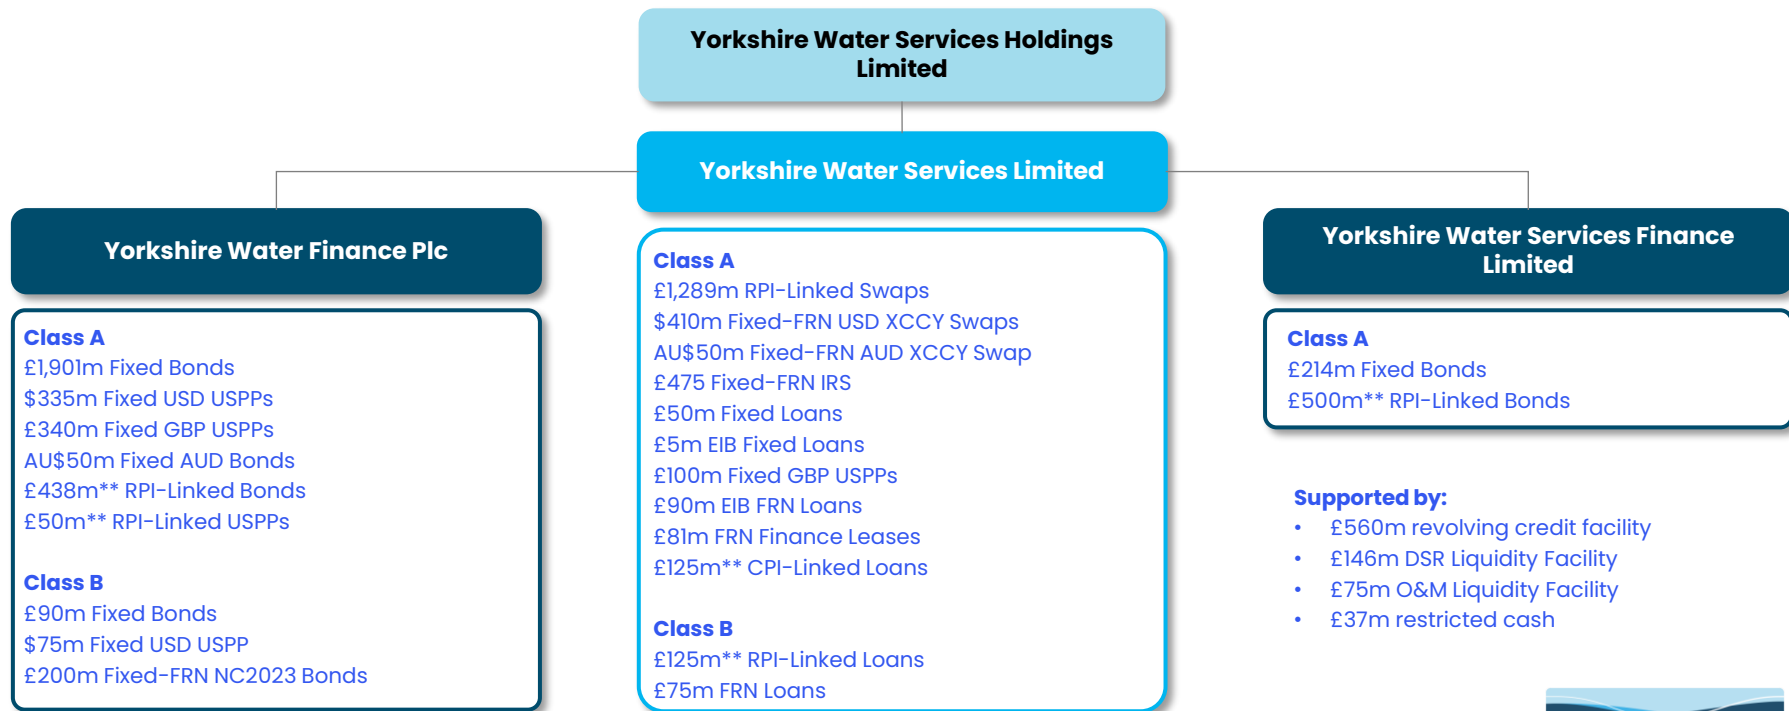 Yorkshire Water Services Holdings
Limited
Yorkshire Water Services Limited
Yorkshire Water Finance Plc
Class A
£1,901m Fixed Bonds
$335m Fixed USD USPPs
£340m Fixed GBP USPPs
AU$50m Fixed AUD Bonds
£438m** RPI-Linked Bonds
£50m** RPI-Linked USPPs
Class B
£90m Fixed Bonds
$75m Fixed USD USPP
£200m Fixed-FRN NC2023 Bonds
Class A
£1,289m RPI-Linked Swaps
$410m Fixed-FRN USD XCCY Swaps
AU$50m Fixed-FRN AUD XCCY Swap
£475 Fixed-FRN IRS
£50m Fixed Loans
£5m EIB Fixed Loans
£100m Fixed GBP USPPs
£90m EIB FRN Loans
£81m FRN Finance Leases
£125m** CPI-Linked Loans
Class B
£125m** RPI-Linked Loans
£75m FRN Loans
Yorkshire Water Services Finance
Limited
Class A
£214m Fixed Bonds
£500m** RPI-Linked Bonds
Supported by:
• £560m revolving credit facility
• £146m DSR Liquidity Facility
• £75m O&M Liquidity Facility
• £37m restricted cash